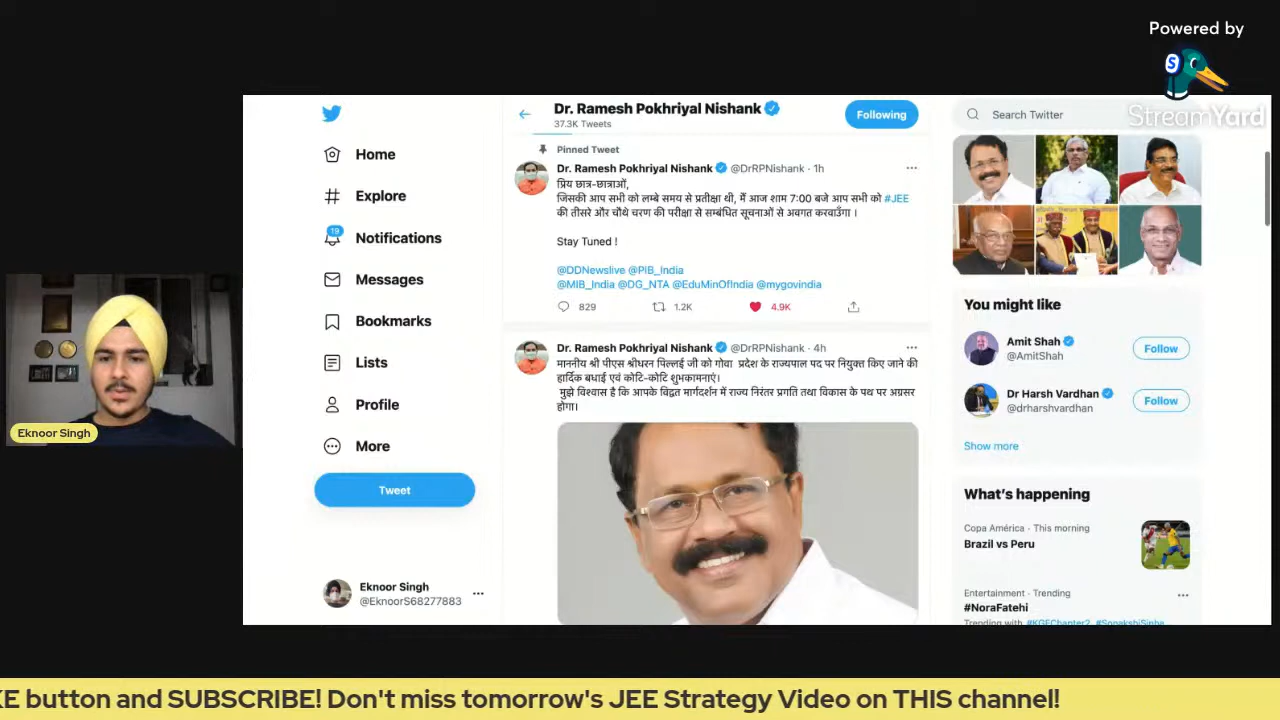 Powered by
StreamYard
Home
Explore
19
Notifications
Messages
Bookmarks
Lists
Profile
More
Tweet
Eknoor Singh
@EknoorS68277883
Dr. Ramesh Pokhriyal Nishank
37.3K Tweets
Following
Pinned Tweet
Dr. Ramesh Pokhriyal Nishank @DrRPNishank · 1h
प्रिय छात्र-छात्राओं,
जिसकी आप सभी को लम्बे समय से प्रतीक्षा थी, मैं आज शाम 7:00 बजे आप सभी को #JEE
की तीसरे और चौथे चरण की परीक्षा से सम्बंधित सूचनाओं से अवगत करवाऊँगा ।
Stay Tuned !
@DDNewslive @PIB_India
@MIB_India @DG_NTA @EduMinOfIndia @mygovindia
829 1.2K 4.9K
Dr. Ramesh Pokhriyal Nishank @DrRPNishank · 4h
माननीय श्री पीएस श्रीधरन पिल्लई जी को गोवा प्रदेश के राज्यपाल पद पर नियुक्त किए जाने की
हार्दिक बधाई एवं कोटि-कोटि शुभकामनाएं।
मुझे विश्वास है कि आपके विद्वत मार्गदर्शन में राज्य निरंतर प्रगति तथा विकास के पथ पर अग्रसर
होगा।
Search Twitter
You might like
Amit Shah
@AmitShah
Follow
Dr Harsh Vardhan
@drharshvardhan
Follow
Show more
What's happening
Copa América · This morning
Brazil vs Peru
Entertainment · Trending
#NoraFatehi
Trending with #KGFChapter2, #SonakshiSinha
Eknoor Singh
KE button and SUBSCRIBE! Don't miss tomorrow's JEE Strategy Video on THIS channel!